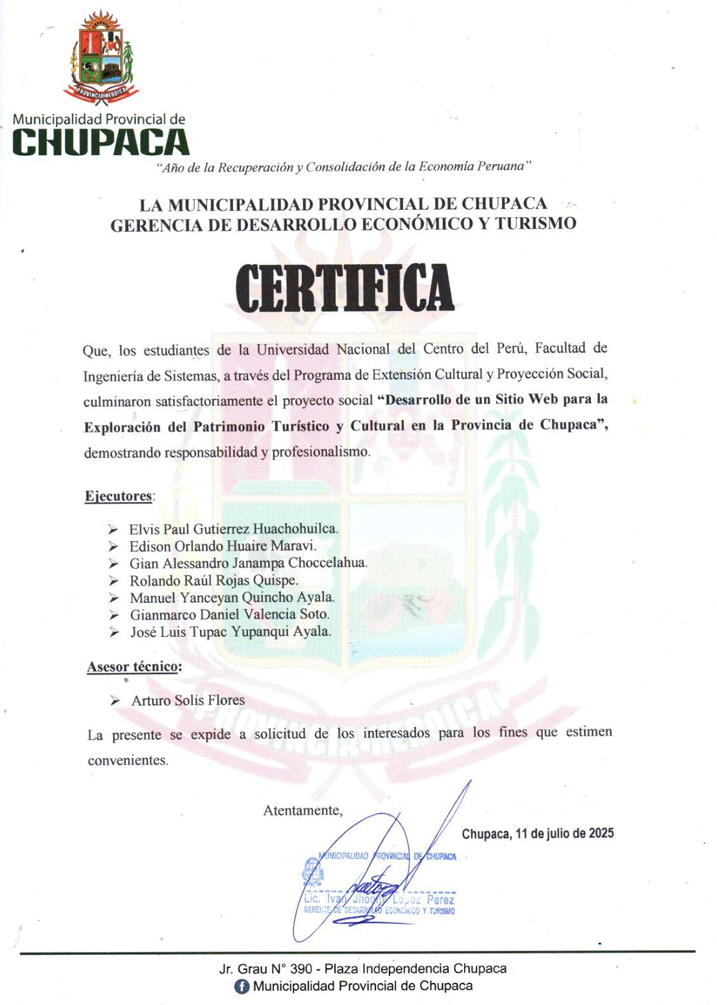 PROVINCIA HEROICA
Municipalidad Provincial de
CHUPACA
"Año de la Recuperación y Consolidación de la Economía Peruana"
LA MUNICIPALIDAD PROVINCIAL DE CHUPACA
GERENCIA DE DESARROLLO ECONÓMICO Y TURISMO
CERTIFICA
Que, los estudiantes de la Universidad Nacional del Centro del Perú, Facultad de
Ingeniería de Sistemas, a través del Programa de Extensión Cultural y Proyección Social,
culminaron satisfactoriamente el proyecto social “Desarrollo de un Sitio Web para la
Exploración del Patrimonio Turístico y Cultural en la Provincia de Chupaca”,
demostrando responsabilidad y profesionalismo.
Ejecutores:
➤ Elvis Paul Gutierrez Huachohuilca.
➤ Edison Orlando Huaire Maravi.
➤ Gian Alessandro Janampa Choccelahua.
➤ Rolando Raúl Rojas Quispe.
➤ Manuel Yanceyan Quincho Ayala.
➤ Gianmarco Daniel Valencia Soto.
➤ José Luis Tupac Yupanqui Ayala.
Asesor técnico:
➤ Arturo Solís Flores
La presente se expide a solicitud de los interesados para los fines que estimen
convenientes.
Atentamente,
Chupaca, 11 de julio de 2025
MUNICIPALIDAD PROVINCIAL DE CHUPACA
Lic. Ivan Jhonny Lopez Perez
GERENTE DE DESARROLLO ECONOMICO Y TURISMO
Jr. Grau N° 390 - Plaza Independencia Chupaca
Municipalidad Provincial de Chupaca